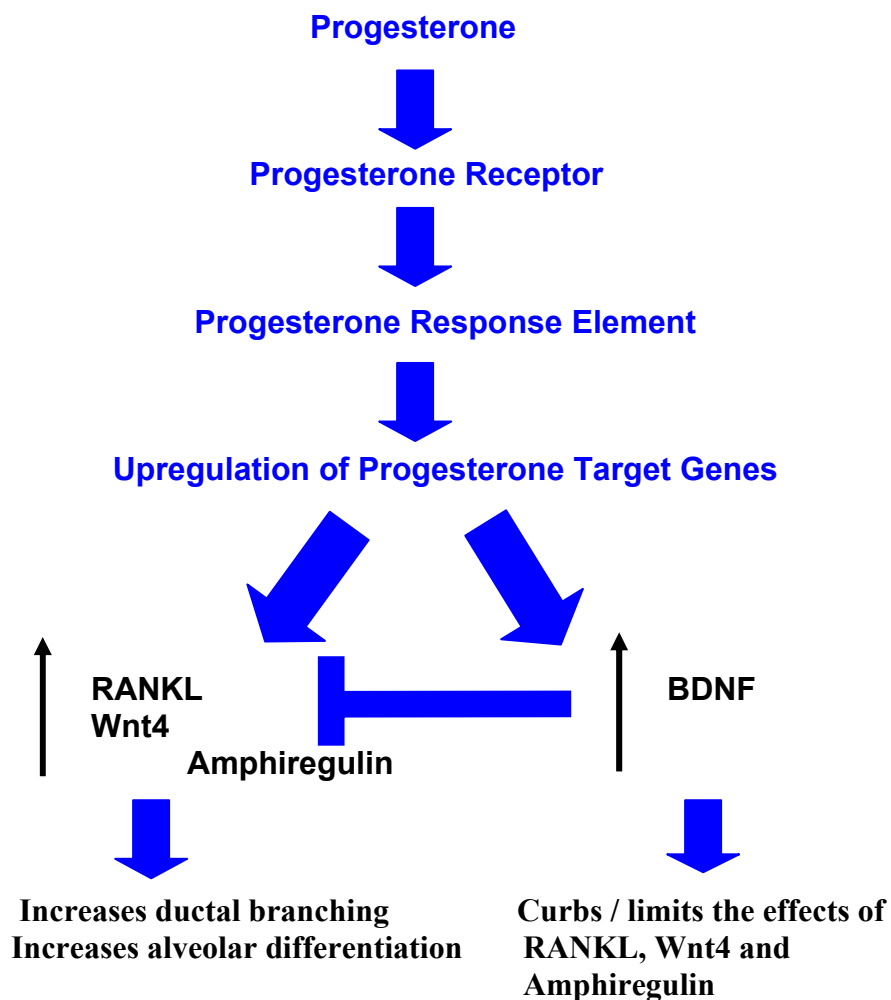 Progesterone
Progesterone Receptor
Progesterone Response Element
Upregulation of Progesterone Target Genes
RANKL
Wnt4
Amphiregulin
BDNF
Increases ductal branching
Increases alveolar differentiation
Curbs / limits the effects of
RANKL, Wnt4 and
Amphiregulin